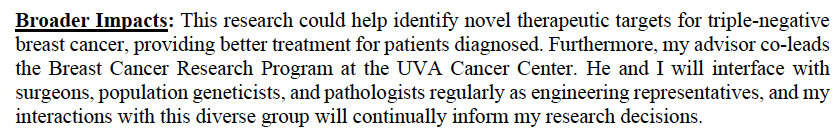 Broader Impacts: This research could help identify novel therapeutic targets for triple-negative
breast cancer, providing better treatment for patients diagnosed. Furthermore, my advisor co-leads
the Breast Cancer Research Program at the UVA Cancer Center. He and I will interface with
surgeons, population geneticists, and pathologists regularly as engineering representatives, and my
interactions with this diverse group will continually inform my research decisions.